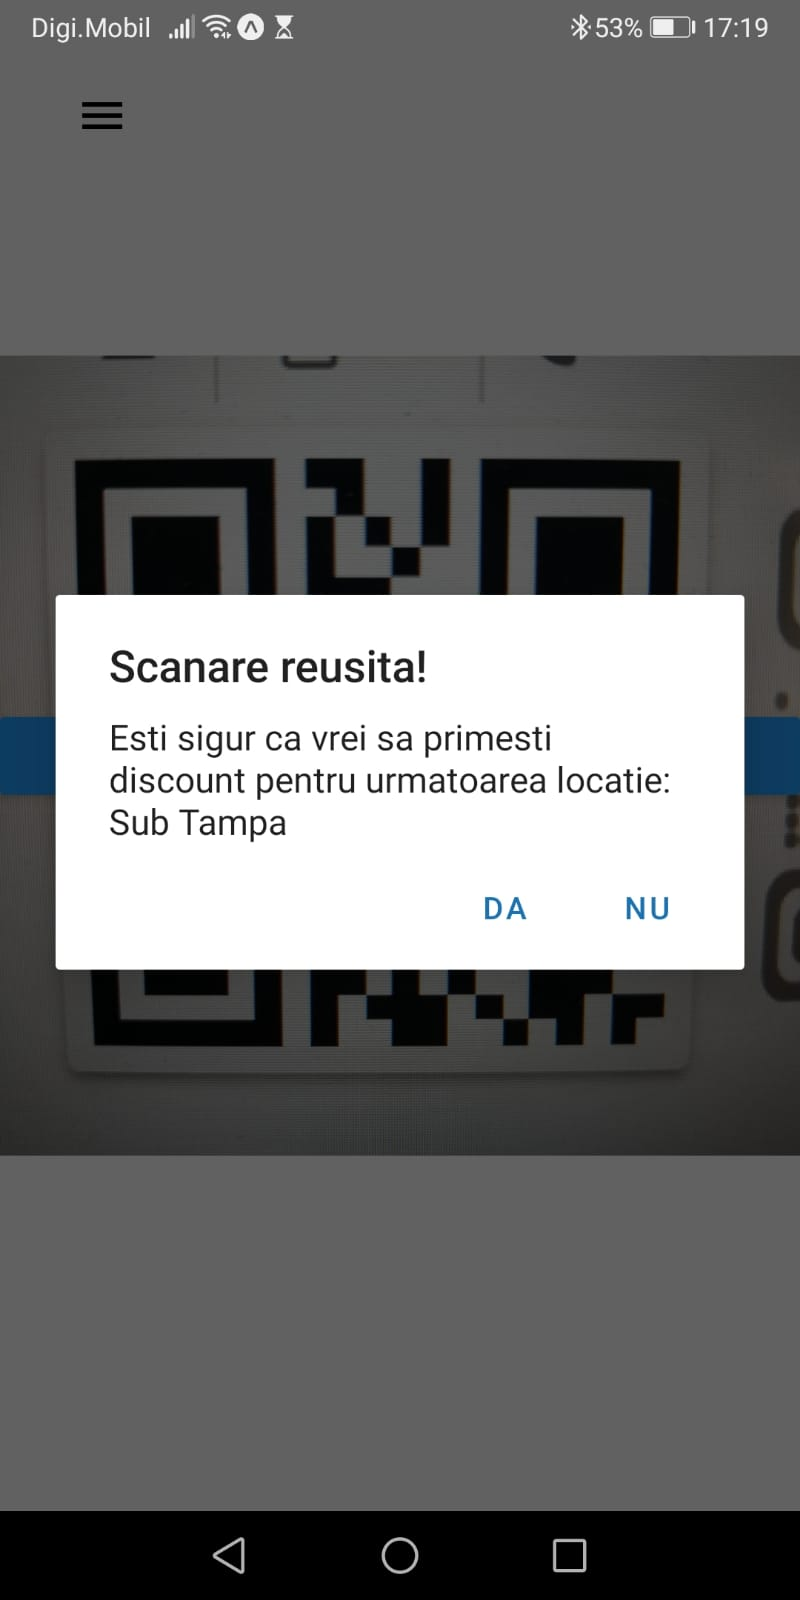 Digi.Mobil 53% 17:19
Scanare reusita!
Esti sigur ca vrei sa primesti
discount pentru urmatoarea locatie:
Sub Tampa
DA NU